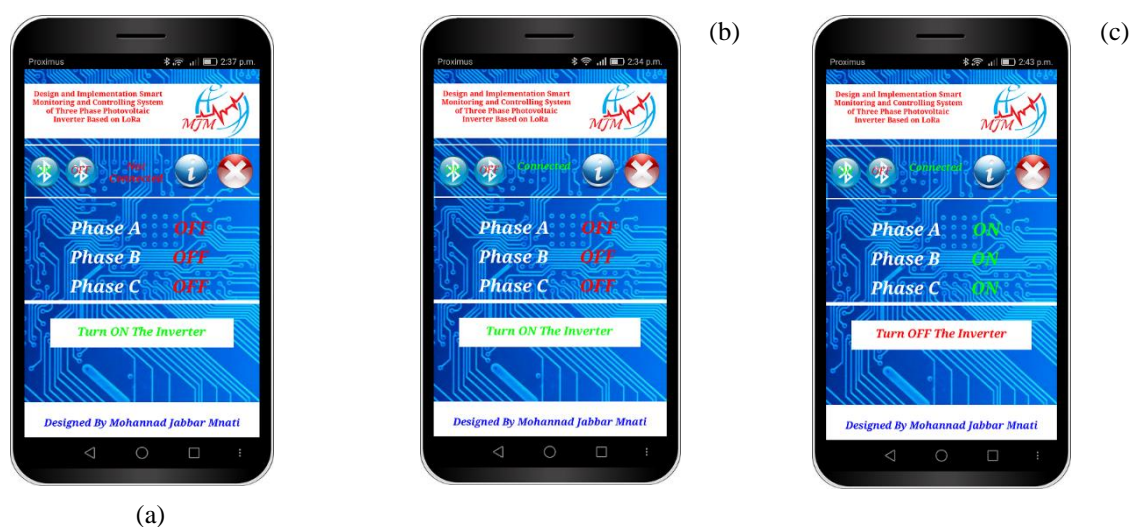 (b)
(c)
Proximus 2:37 p.m.
Design and Implementation Smart
Monitoring and Controlling System
of Three Phase Photovoltaic
Inverter Based on LoRa
MJM
OFF Not
Connected i
Phase A OFF
Phase B OFF
Phase C OFF
Turn ON The Inverter
Designed By Mohannad Jabbar Mnati
(a)
Proximus 2:34 p.m.
Design and Implementation Smart
Monitoring and Controlling System
of Three Phase Photovoltaic
Inverter Based on LoRa
MJM
OFF Connected i
Phase A OFF
Phase B OFF
Phase C OFF
Turn ON The Inverter
Designed By Mohannad Jabbar Mnati
Proximus 2:43 p.m.
Design and Implementation Smart
Monitoring and Controlling System
of Three Phase Photovoltaic
Inverter Based on LoRa
MJM
OFF Connected i
Phase A ON
Phase B ON
Phase C ON
Turn OFF The Inverter
Designed By Mohannad Jabbar Mnati